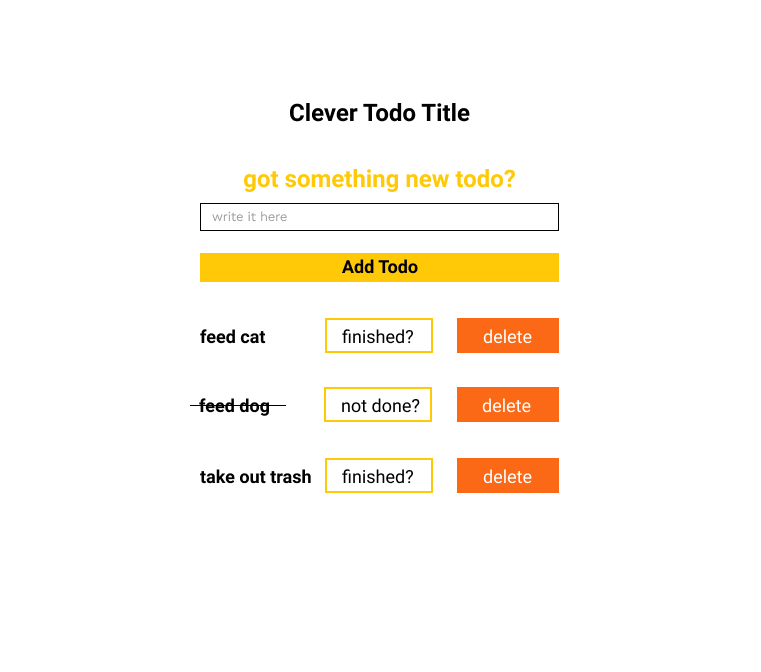 Clever Todo Title
got something new todo?
write it here
Add Todo
feed cat finished? delete
feed dog not done? delete
take out trash finished? delete